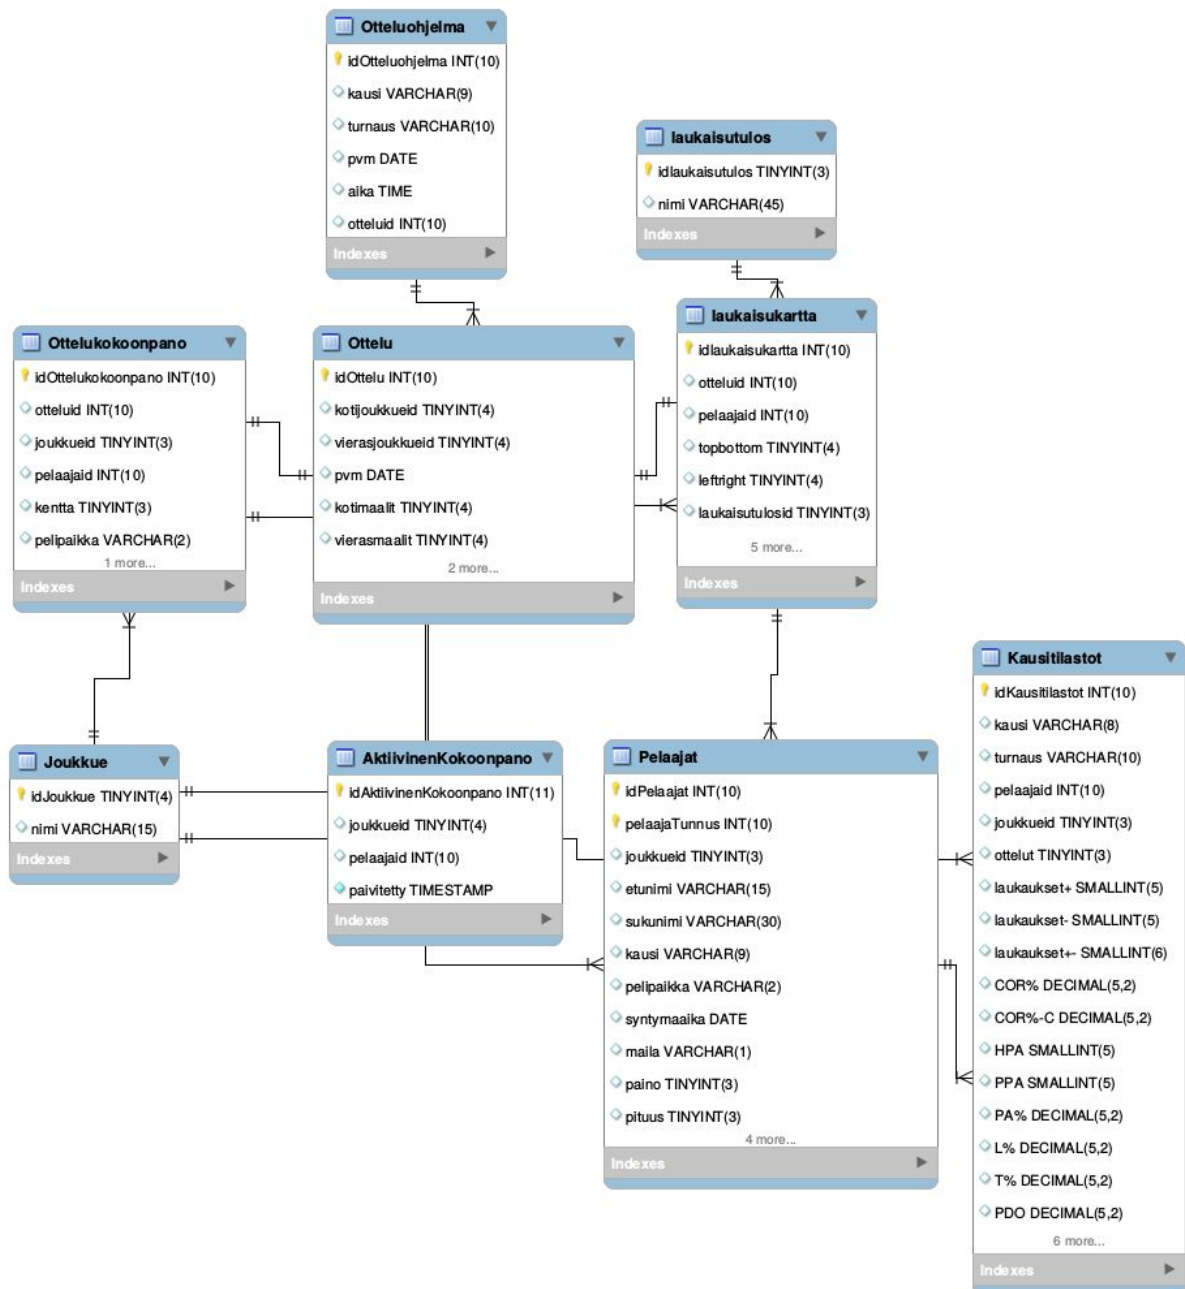 Otteluohjelma
idOtteluohjelma INT(10)
kausi VARCHAR(9)
turnaus VARCHAR(10)
pvm DATE
aika TIME
otteluid INT(10)
Indexes
laukaisutulos
idlaukaisutulos TINYINT(3)
nimi VARCHAR(45)
Indexes
Ottelukokoonpano
idOttelukokoonpano INT(10)
otteluid INT(10)
joukkueid TINYINT(3)
pelaajaid INT(10)
kentta TINYINT(3)
pelipaikka VARCHAR(2)
1 more...
Indexes
Ottelu
idOttelu INT(10)
kotijoukkueid TINYINT(4)
vierasjoukkueid TINYINT(4)
pvm DATE
kotimaalit TINYINT(4)
vierasmaalit TINYINT(4)
2 more...
Indexes
laukaisukartta
idlaukaisukartta INT(10)
otteluid INT(10)
pelaajaid INT(10)
topbottom TINYINT(4)
leftright TINYINT(4)
laukaisutulosid TINYINT(3)
5 more...
Indexes
Joukkue
idJoukkue TINYINT(4)
nimi VARCHAR(15)
Indexes
AktiivinenKokoonpano
idAktiivinenKokoonpano INT(11)
joukkueid TINYINT(4)
pelaajaid INT(10)
paivitetty TIMESTAMP
Indexes
Pelaajat
idPelaajat INT(10)
pelaajaTunnus INT(10)
joukkueid TINYINT(3)
etunimi VARCHAR(15)
sukunimi VARCHAR(30)
kausi VARCHAR(9)
pelipaikka VARCHAR(2)
syntymaaika DATE
maila VARCHAR(1)
paino TINYINT(3)
pituus TINYINT(3)
4 more...
Indexes
Kausitilastot
idKausitilastot INT(10)
kausi VARCHAR(8)
turnaus VARCHAR(10)
pelaajaid INT(10)
joukkueid TINYINT(3)
ottelut TINYINT(3)
laukaukset+ SMALLINT(5)
laukaukset- SMALLINT(5)
laukaukset+- SMALLINT(6)
COR% DECIMAL(5,2)
COR%-C DECIMAL(5,2)
HPA SMALLINT(5)
PPA SMALLINT(5)
PA% DECIMAL(5,2)
L% DECIMAL(5,2)
T% DECIMAL(5,2)
PDO DECIMAL(5,2)
6 more...
Indexes